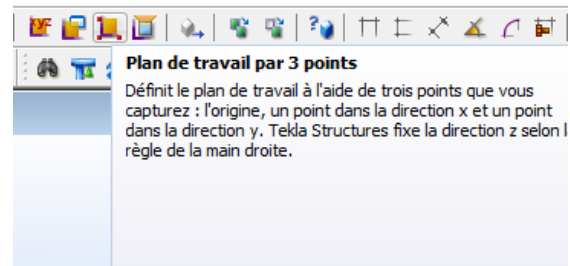 Plan de travail par 3 points
Définit le plan de travail à l'aide de trois points que vous
capturez : l'origine, un point dans la direction x et un point
dans la direction y. Tekla Structures fixe la direction z selon l
règle de la main droite.